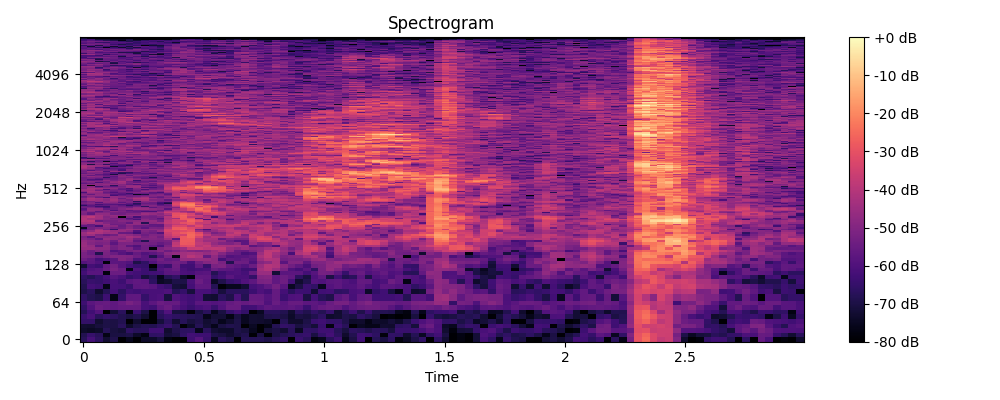 Spectrogram
Hz
4096
2048
1024
512
256
128
64
0
0
0.5
1
1.5
2
2.5
Time
+0 dB
-10 dB
-20 dB
-30 dB
-40 dB
-50 dB
-60 dB
-70 dB
-80 dB